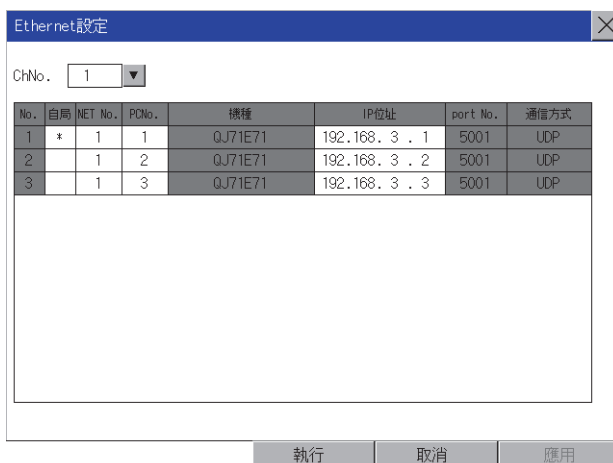 Ethernet設定
ChNo. 1
No. 自局 NET No. PCNo. 機種 IP位址 port No. 通信方式
1 * 1 1 QJ71E71 192.168. 3 . 1 5001 UDP
2 1 2 QJ71E71 192.168. 3 . 2 5001 UDP
3 1 3 QJ71E71 192.168. 3 . 3 5001 UDP
執行 取消 應用